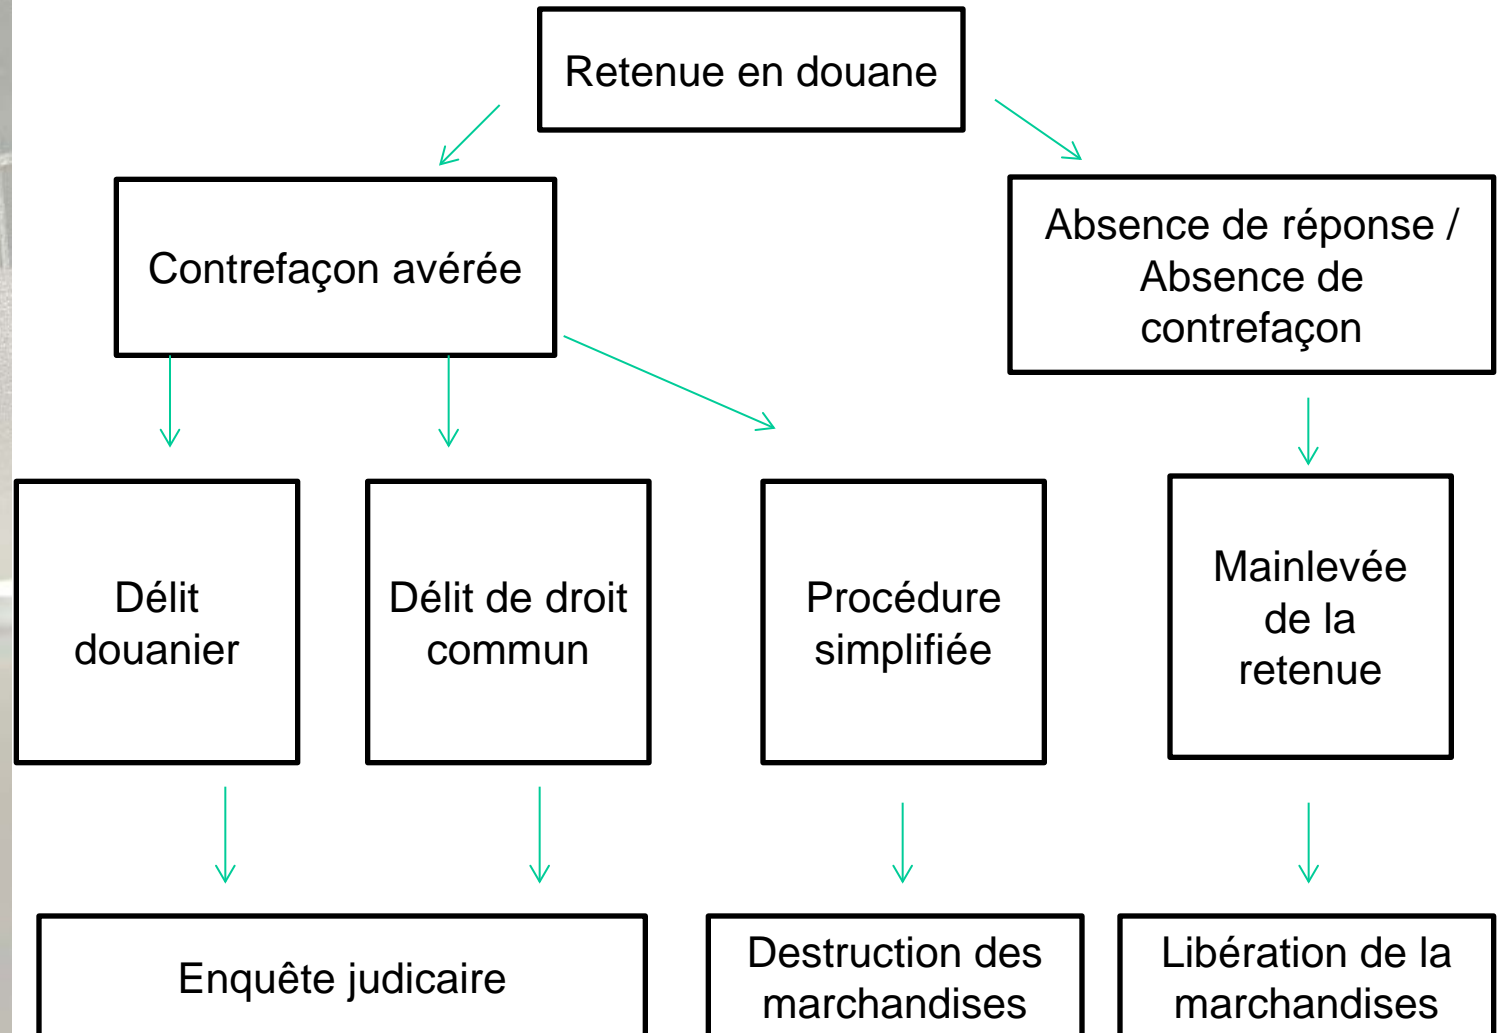 Retenue en douane
Contrefaçon avérée
Absence de réponse /
Absence de
contrefaçon
Délit
douanier
Délit de droit
commun
Procédure
simplifiée
Mainlevée
de la
retenue
Enquête judicaire
Destruction des
marchandises
Libération de la
marchandises